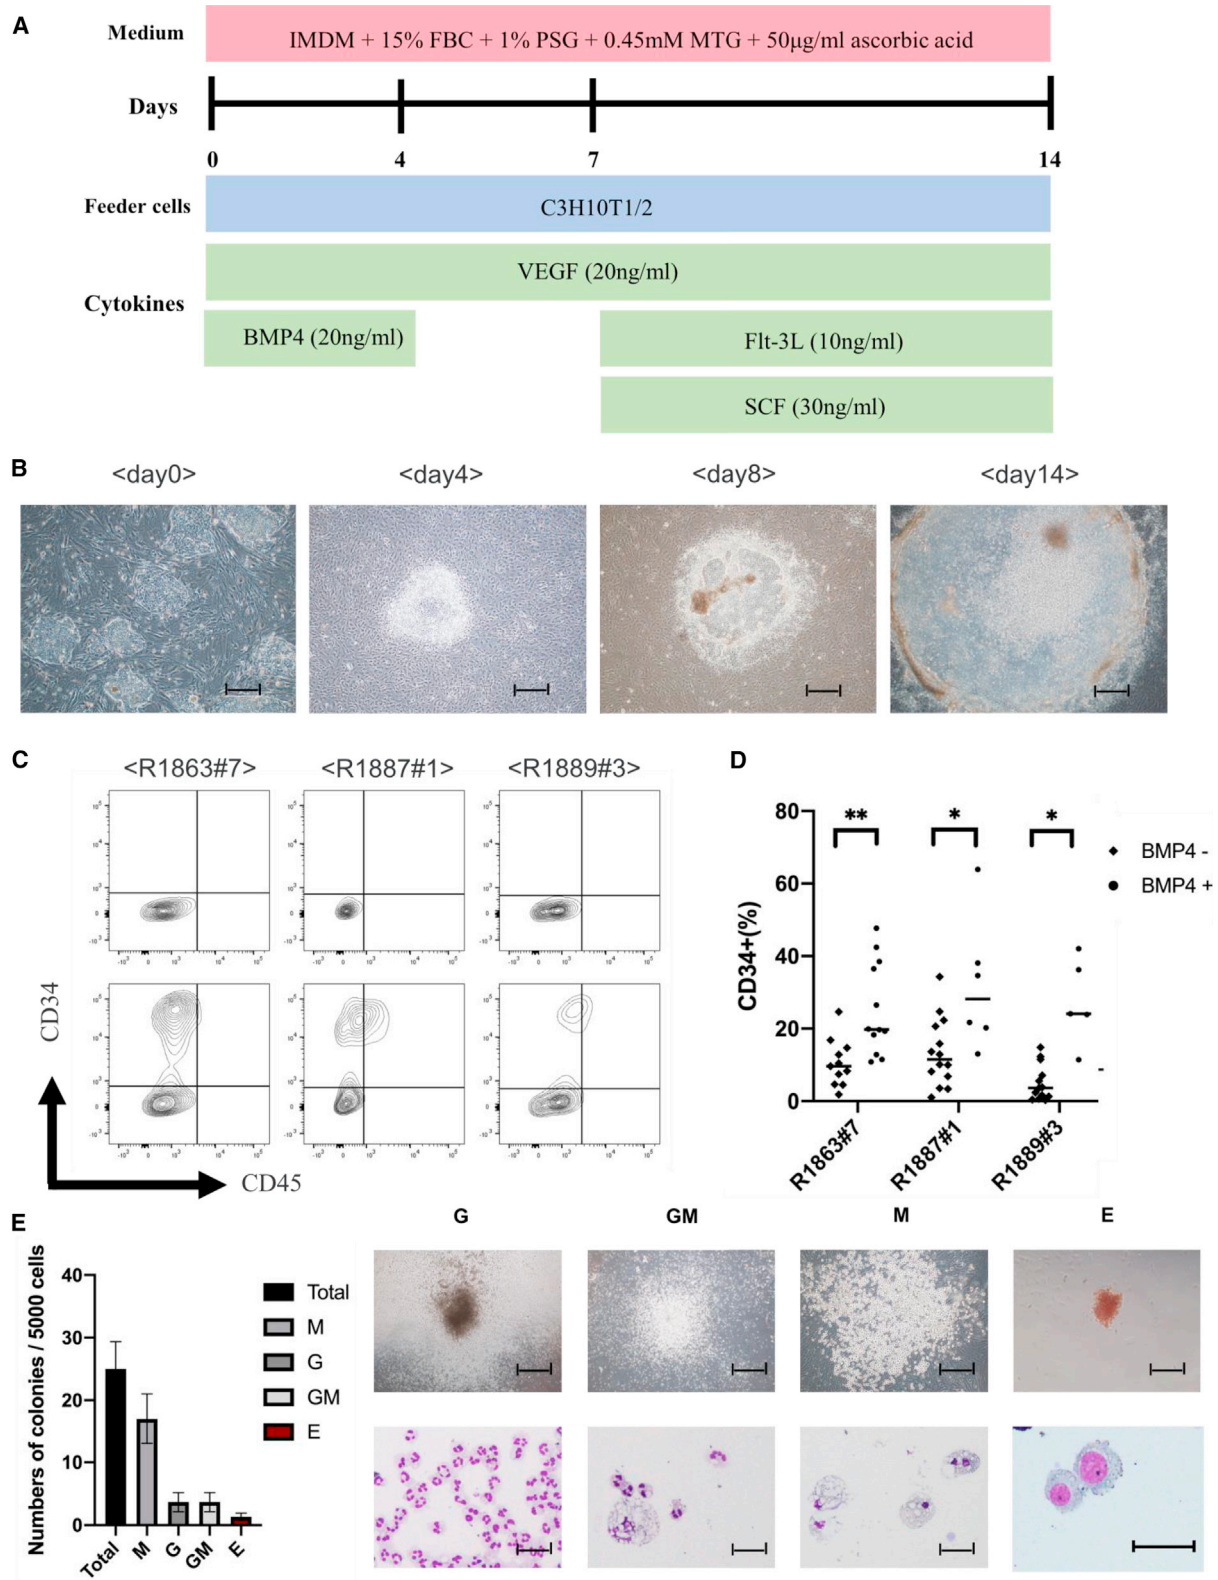 A
Medium
IMDM + 15% FBC + 1% PSG + 0.45mM MTG + 50μg/ml ascorbic acid
Days
0 4 7 14
Feeder cells
C3H10T1/2
Cytokines
VEGF (20ng/ml)
BMP4 (20ng/ml)
Flt-3L (10ng/ml)
SCF (30ng/ml)
B
<day0> <day4> <day8> <day14>
C
<R1863#7> <R1887#1> <R1889#3>
CD34
CD45
D
CD34+(%)
80
60
40
20
0
** * *
BMP4 -
BMP4 +
R1863#7 R1887#1 R1889#3
E
Numbers of colonies / 5000 cells
40
30
20
10
0
Total M G GM E
Total
M
G
GM
E
G GM M E